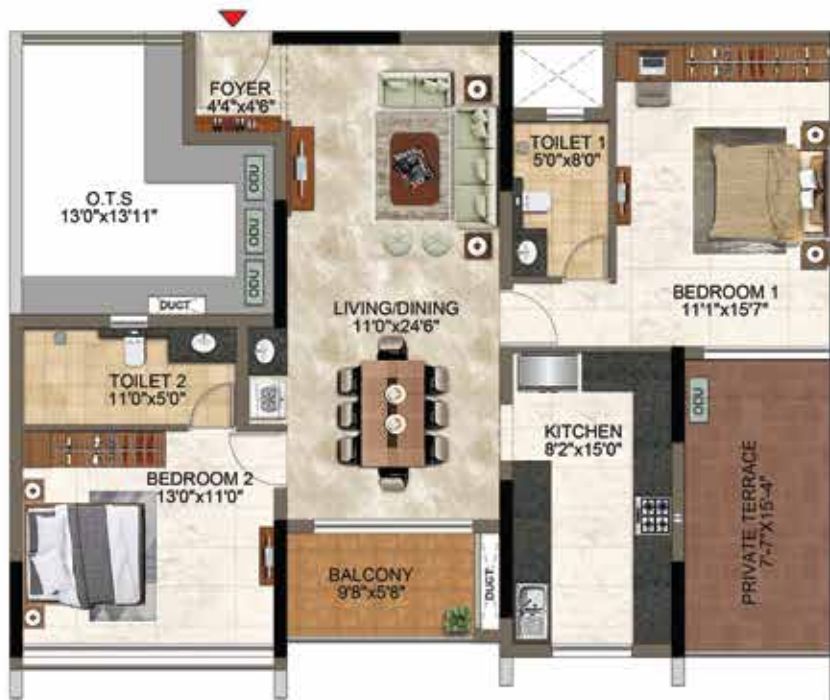 FOYER
4'4"x4'6"
O.T.S
13'0"x13'11"
ODU
ODU
ODU
DUCT
TOILET 1
5'0"x8'0"
BEDROOM 1
11'1"x15'7"
LIVING/DINING
11'0"x24'6"
TOILET 2
11'0"x5'0"
KITCHEN
8'2"x15'0"
ODU
BEDROOM 2
13'0"x11'0"
PRIVATE TERRACE
7'-7"X15'-4"
BALCONY
9'8"x5'8"
DUCT